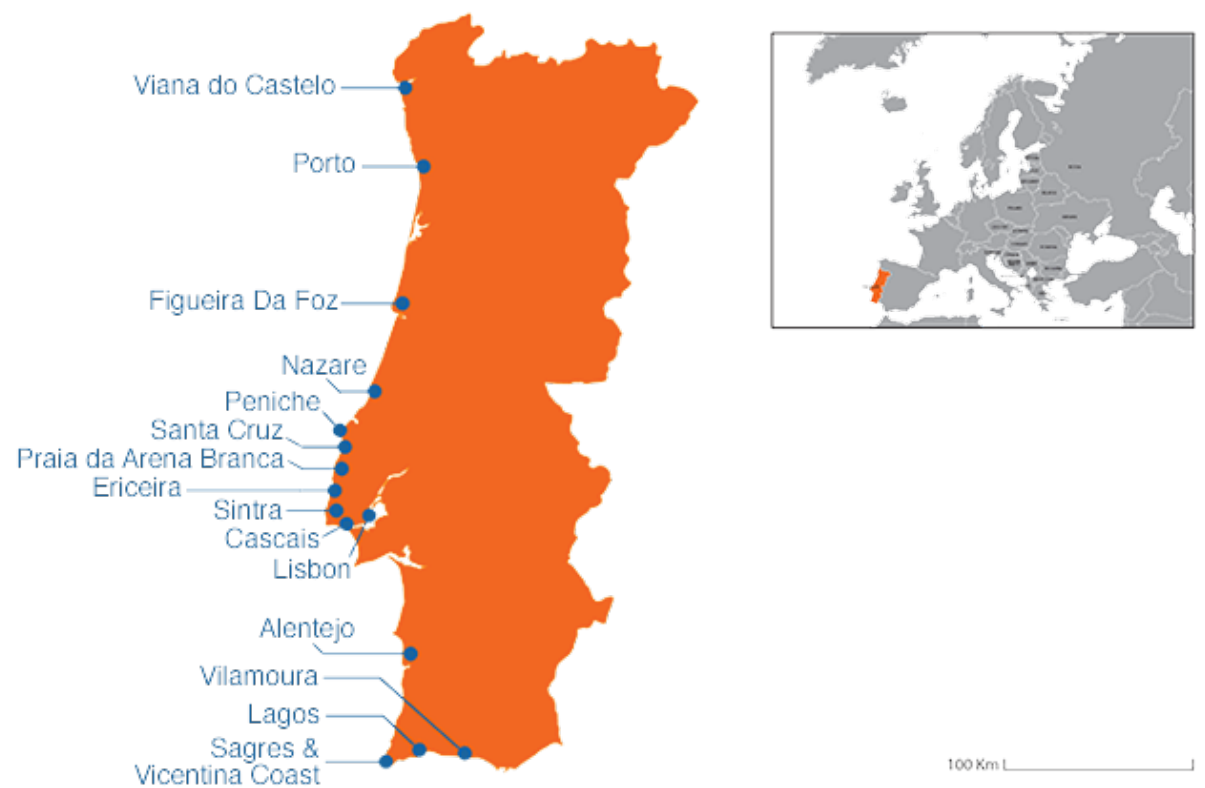 Viana do Castelo
Porto
Figueira Da Foz
Nazare
Peniche
Santa Cruz
Praia da Arena Branca
Ericeira
Sintra
Cascais
Lisbon
Alentejo
Vilamoura
Lagos
Sagres &
Vicentina Coast
100 Km